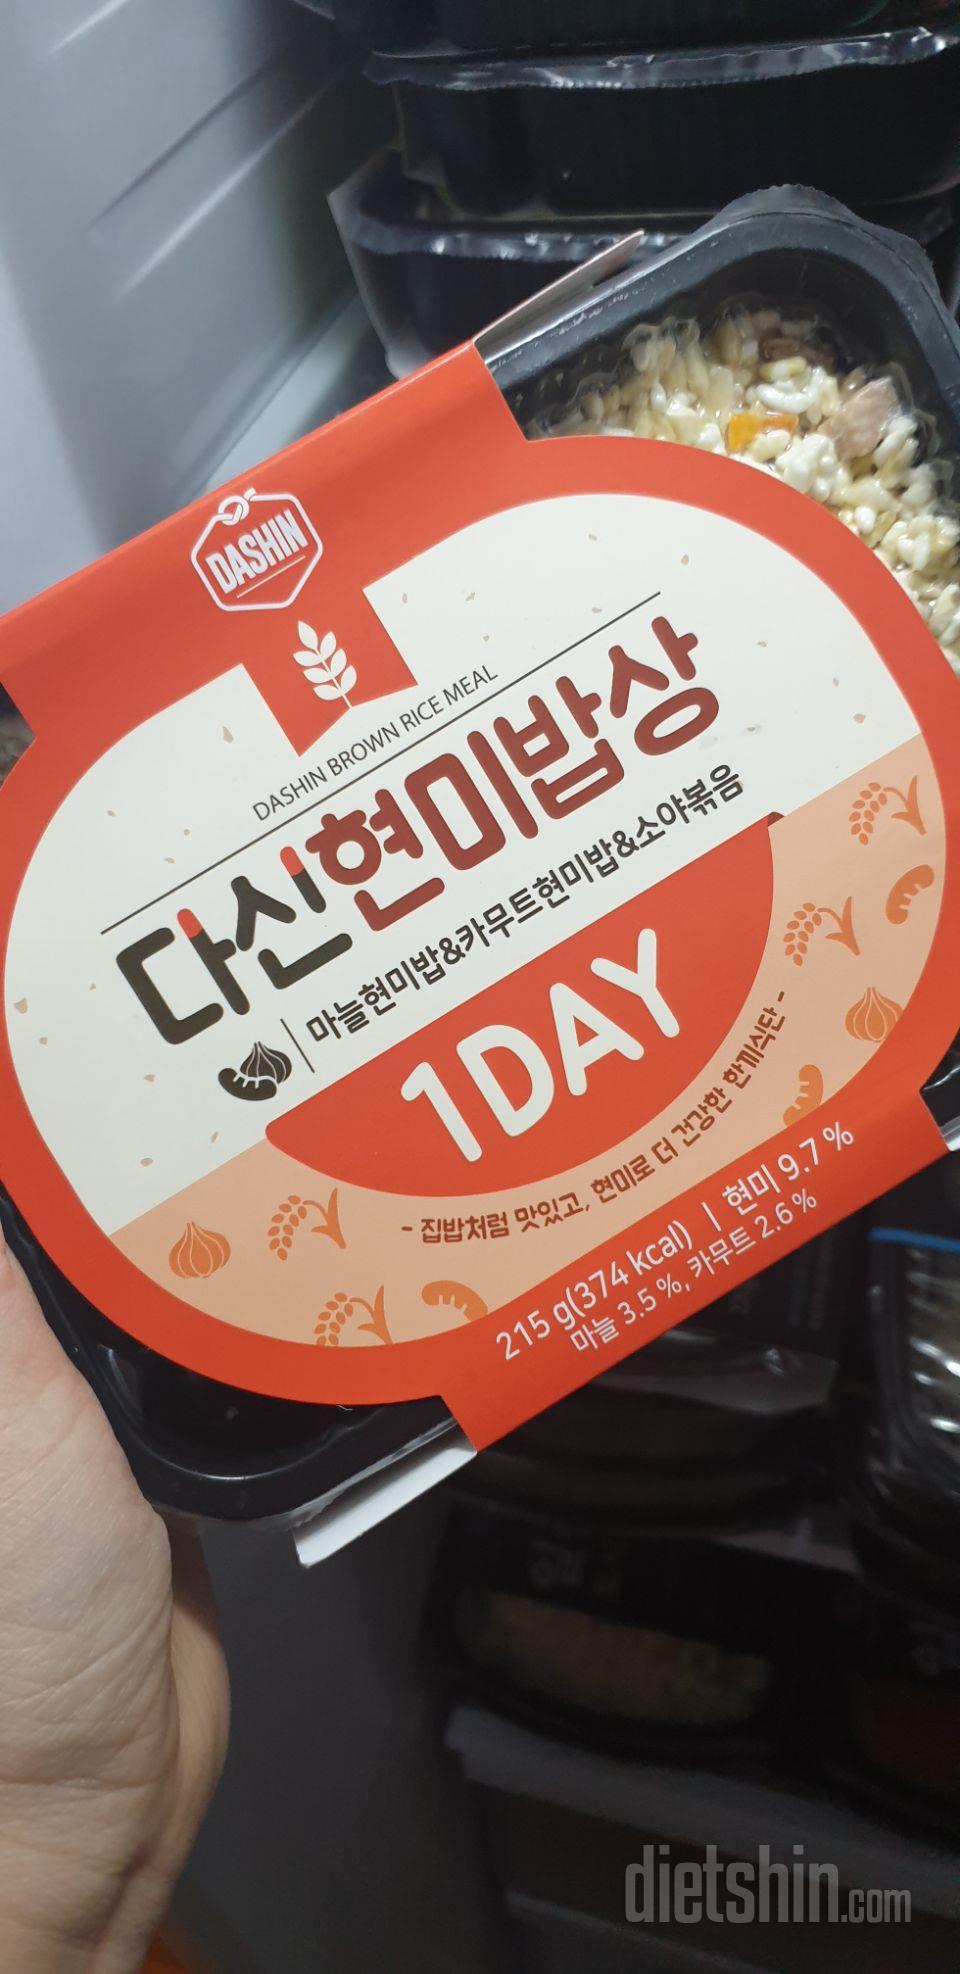 DASHIN
DASHIN BROWN RICE MEAL
다신현미밥상
마늘현미밥&카무트현미밥&소야볶음
1DAY
- 집밥처럼 맛있고, 현미로 더 건강한 한끼식단 -
215 g(374 kcal) | 현미 9.7 %
마늘 3.5 %, 카무트 2.6 %
dietshin.com